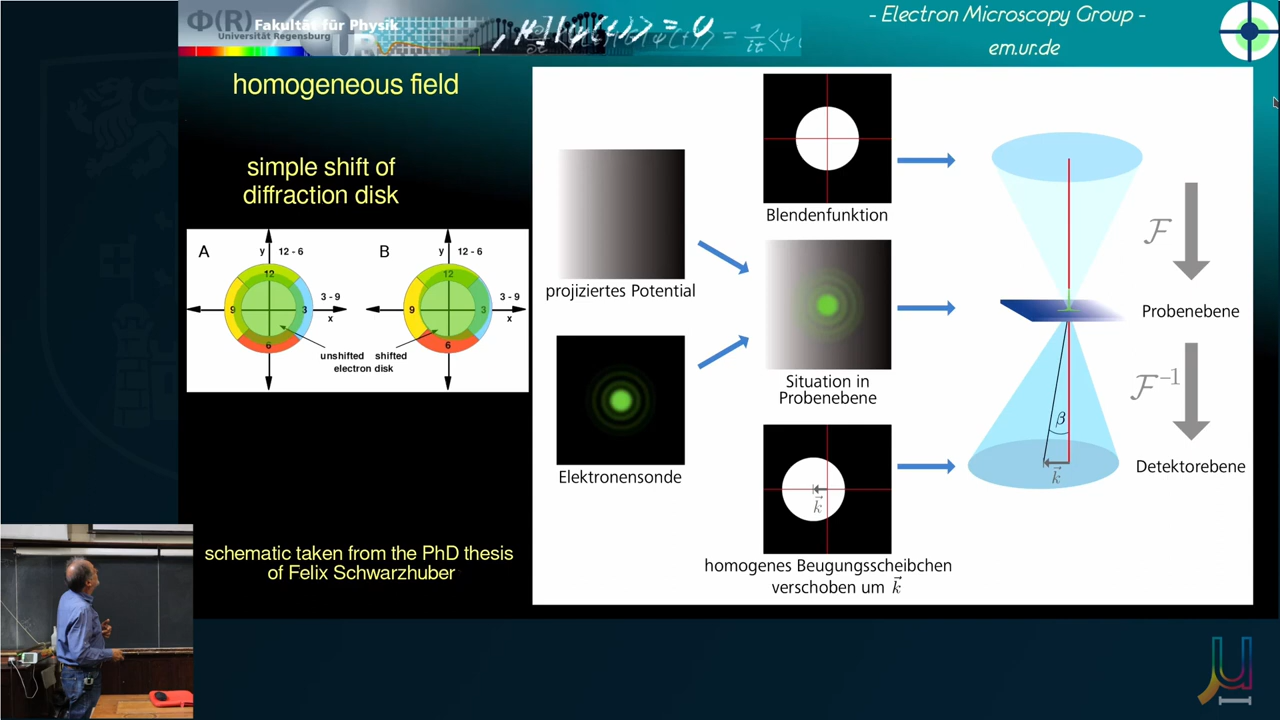 Φ(R) Fakultät für Physik
Universität Regensburg
- Electron Microscopy Group -
em.ur.de
homogeneous field
simple shift of
diffraction disk
A
y
12 - 6
12
9
3
3 - 9
x
6
B
y
12 - 6
12
9
3
3 - 9
x
6
unshifted shifted
electron disk
schematic taken from the PhD thesis
of Felix Schwarzhuber
projiziertes Potential
Elektronensonde
Blendenfunktion
Situation in
Probenebene
k⃗
homogenes Beugungsscheibchen
verschoben um k⃗
ℱ
Probenebene
ℱ⁻¹
β
k⃗
Detektorebene